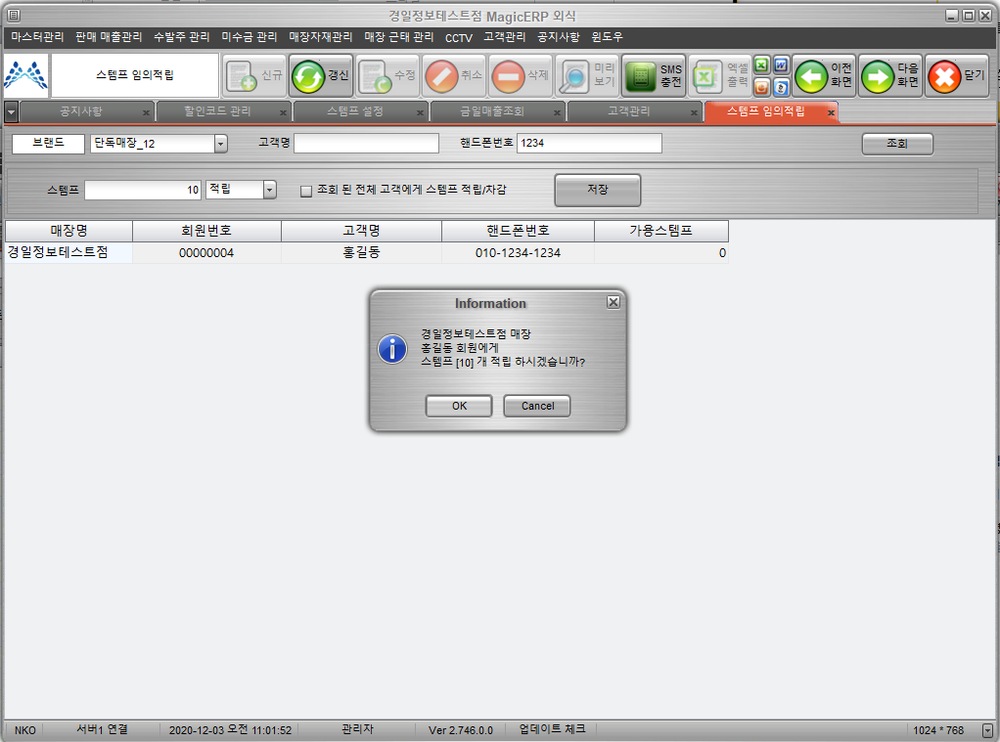 경일정보테스트점 MagicERP 외식
마스터관리 판매 매출관리 수발주 관리 미수금 관리 매장자재관리 매장 근태 관리 CCTV 고객관리 공지사항 윈도우
스템프 임의적립 신규 갱신 수정 취소 삭제 미리보기 SMS충전 엑셀출력 이전화면 다음화면 닫기
공지사항 할인코드 관리 스템프 설정 금일매출조회 고객관리 스템프 임의적립
브랜드 단독매장_12 고객명 핸드폰번호 1234 조회
스템프 10 적립 조회 된 전체 고객에게 스템프 적립/차감 저장
매장명 회원번호 고객명 핸드폰번호 가용스템프
경일정보테스트점 00000004 홍길동 010-1234-1234 0
Information
경일정보테스트점 매장
홍길동 회원에게
스템프 [10] 개 적립 하시겠습니까?
OK Cancel
NKO 서버1 연결 2020-12-03 오전 11:01:52 관리자 Ver 2.746.0.0 업데이트 체크 1024 * 768